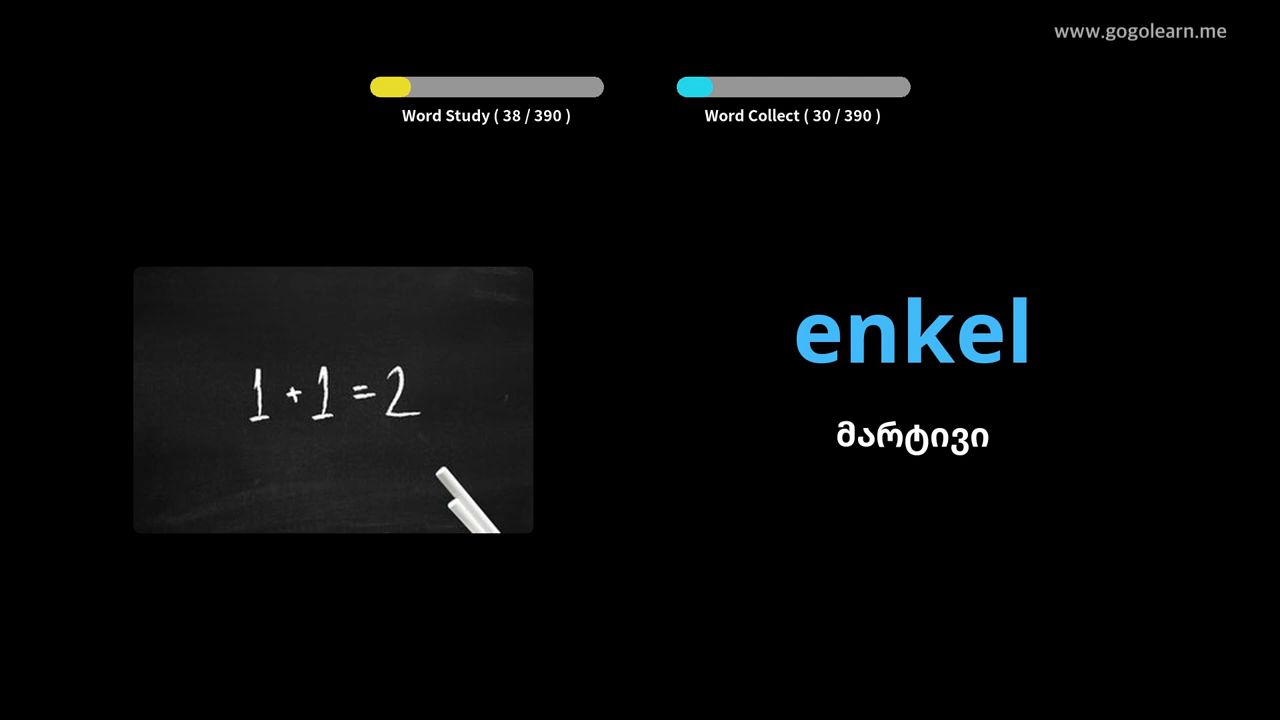 www.gogolearn.me
Word Study ( 38 / 390 )
Word Collect ( 30 / 390 )
1 + 1 = 2
enkel
მარტივი